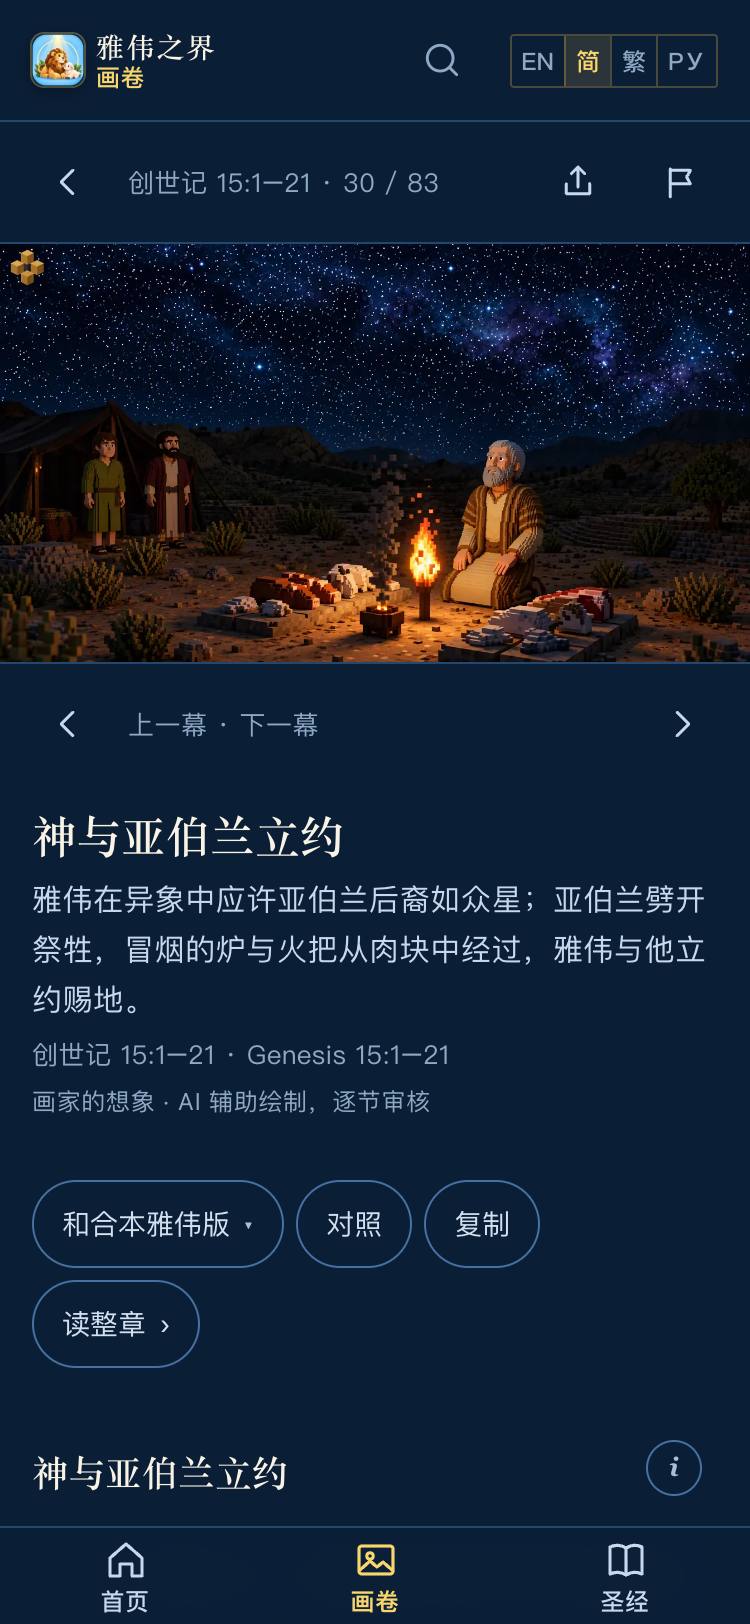 雅伟之界
画卷
EN 简 繁 РУ
创世记 15:1–21 · 30 / 83
上一幕 · 下一幕
神与亚伯兰立约
雅伟在异象中应许亚伯兰后裔如众星；亚伯兰劈开
祭牲，冒烟的炉与火把从肉块中经过，雅伟与他立
约赐地。
创世记 15:1–21 · Genesis 15:1–21
画家的想象 · AI 辅助绘制，逐节审核
和合本雅伟版 ▾ 对照 复制
读整章 ›
神与亚伯兰立约 i
首页 画卷 圣经